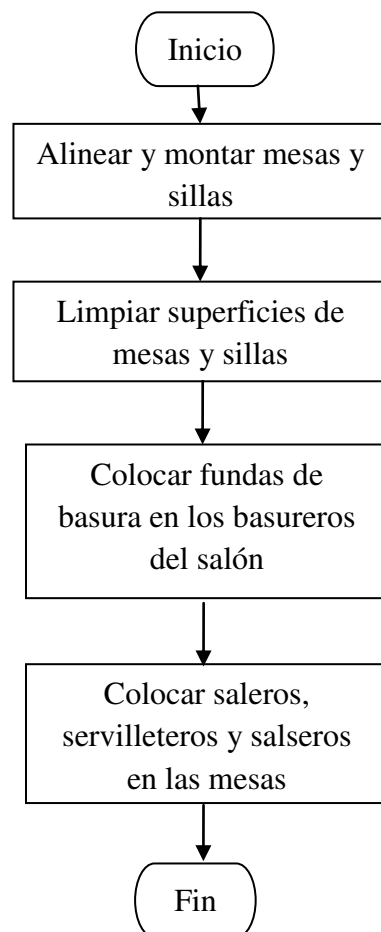 Inicio
Alinear y montar mesas y
sillas
Limpiar superficies de
mesas y sillas
Colocar fundas de
basura en los basureros
del salón
Colocar saleros,
servilleteros y salseros
en las mesas
Fin